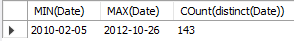 MIN(Date) MAX(Date) COunt(distinct(Date))
2010-02-05 2012-10-26 143